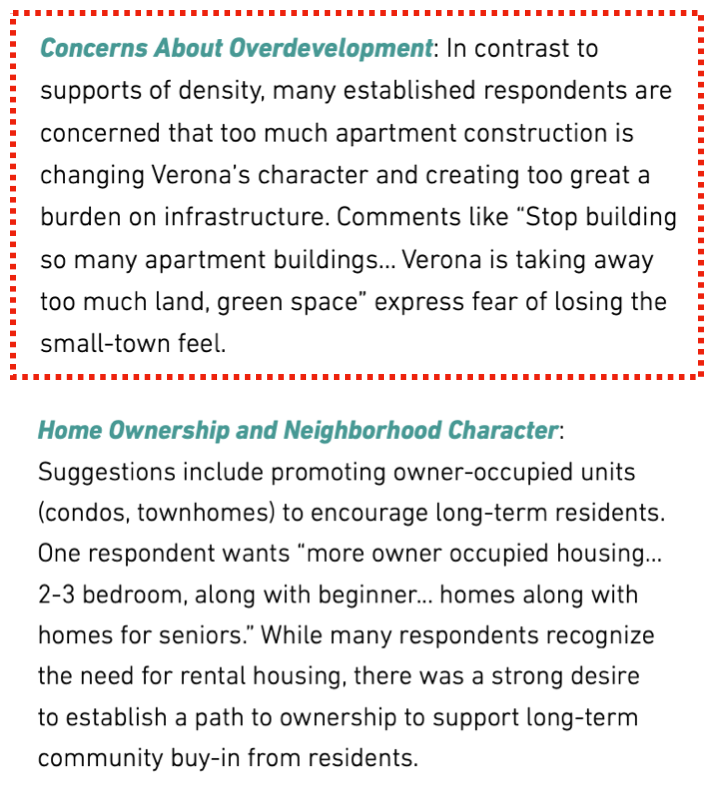 Concerns About Overdevelopment: In contrast to
supports of density, many established respondents are
concerned that too much apartment construction is
changing Verona's character and creating too great a
burden on infrastructure. Comments like “Stop building
so many apartment buildings... Verona is taking away
too much land, green space” express fear of losing the
small-town feel.
Home Ownership and Neighborhood Character:
Suggestions include promoting owner-occupied units
(condos, townhomes) to encourage long-term residents.
One respondent wants “more owner occupied housing...
2-3 bedroom, along with beginner... homes along with
homes for seniors.” While many respondents recognize
the need for rental housing, there was a strong desire
to establish a path to ownership to support long-term
community buy-in from residents.